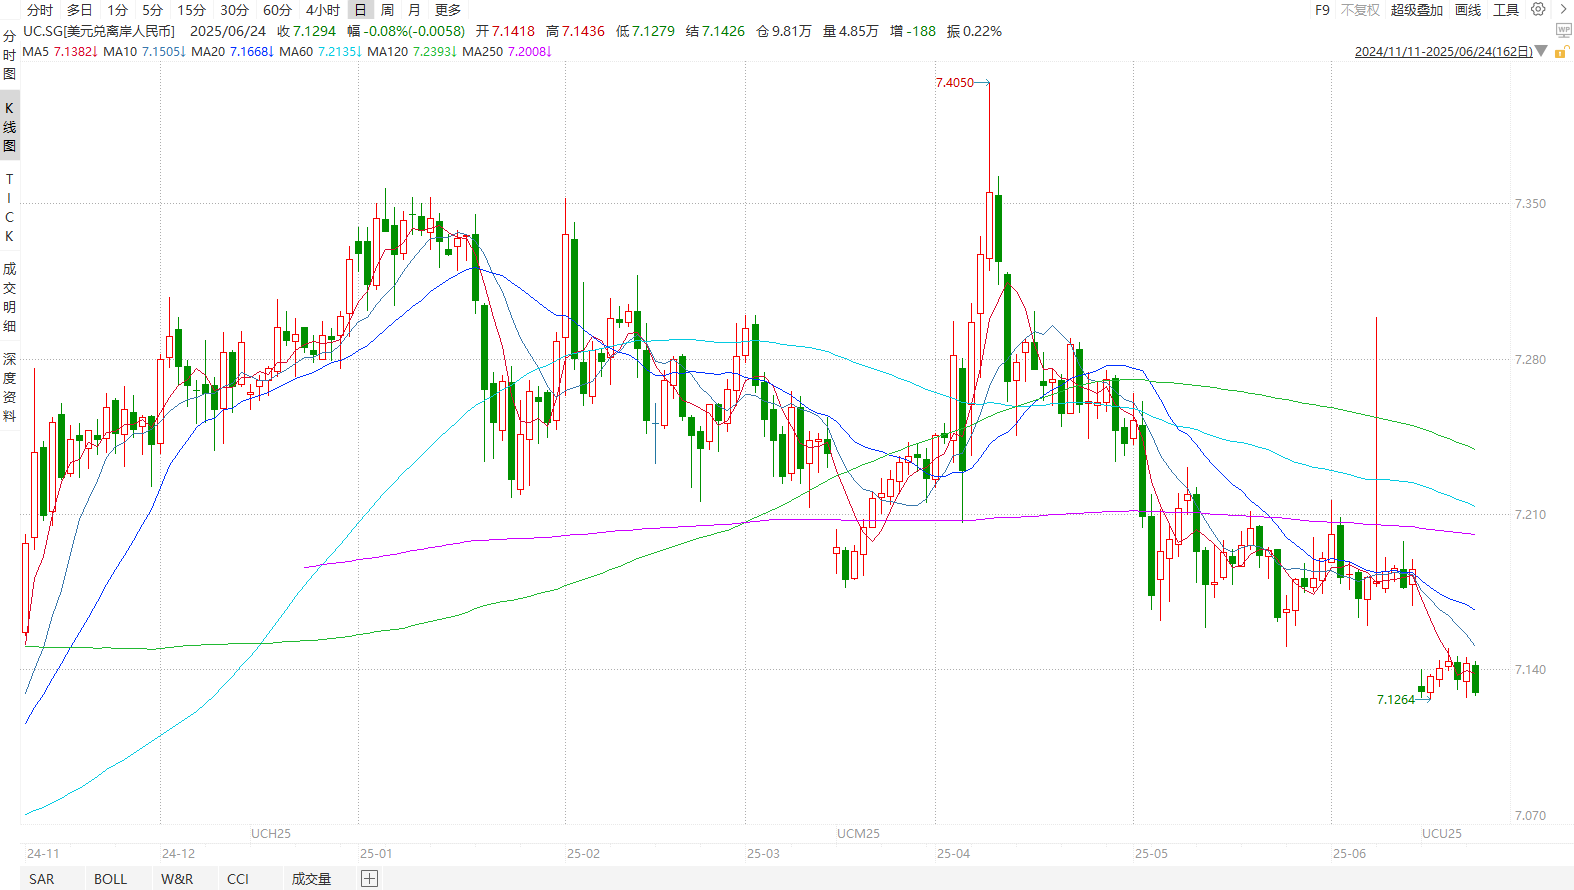 分时 多日 1分 5分 15分 30分 60分 4小时 日 周 月 更多 F9 不复权 超级叠加 画线 工具
UC.SG[美元兑离岸人民币] 2025/06/24 收 7.1294 幅 -0.08%(-0.0058) 开 7.1418 高 7.1436 低 7.1279 结 7.1426 仓 9.81万 量 4.85万 增 -188 振 0.22%
MA5 7.1382↓ MA10 7.1505↓ MA20 7.1668↓ MA60 7.2135↓ MA120 7.2393↓ MA250 7.2008↓
2024/11/11-2025/06/24(162日)
WP
分时图
K线图
TICK
成交明细
深度资料
7.4050
7.350
7.280
7.210
7.140
7.1264
7.070
UCH25 UCM25 UCU25
24-11 24-12 25-01 25-02 25-03 25-04 25-05 25-06
SAR BOLL W&R CCI 成交量